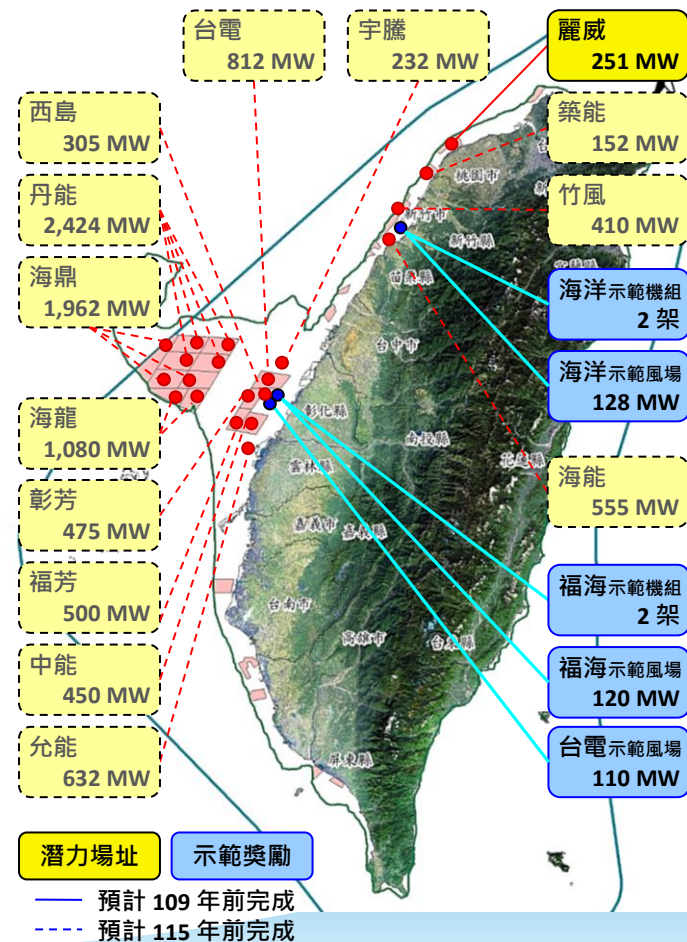 台電
812 MW
宇騰
232 MW
麗威
251 MW
西島
305 MW
築能
152 MW
丹能
2,424 MW
竹風
410 MW
海鼎
1,962 MW
海洋示範機組
2 架
海洋示範風場
128 MW
海龍
1,080 MW
海能
555 MW
彰芳
475 MW
福芳
500 MW
福海示範機組
2 架
中能
450 MW
福海示範風場
120 MW
允能
632 MW
台電示範風場
110 MW
桃園市
新竹市
新竹縣
苗栗縣
台中市
彰化縣
南投縣
雲林縣
花蓮縣
嘉義市
嘉義縣
台南市
高雄市
台東縣
屏東縣
潛力場址
示範獎勵
預計 109 年前完成
預計 115 年前完成